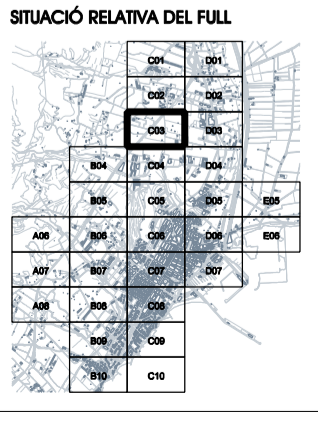 SITUACIÓ RELATIVA DEL FULL
C01 D01
C02 D02
C03 D03
B04 C04 D04
B05 C05 D05 E05
A06 B06 C06 D06 E06
A07 B07 C07 D07
A08 B08 C08
B09 C09
B10 C10